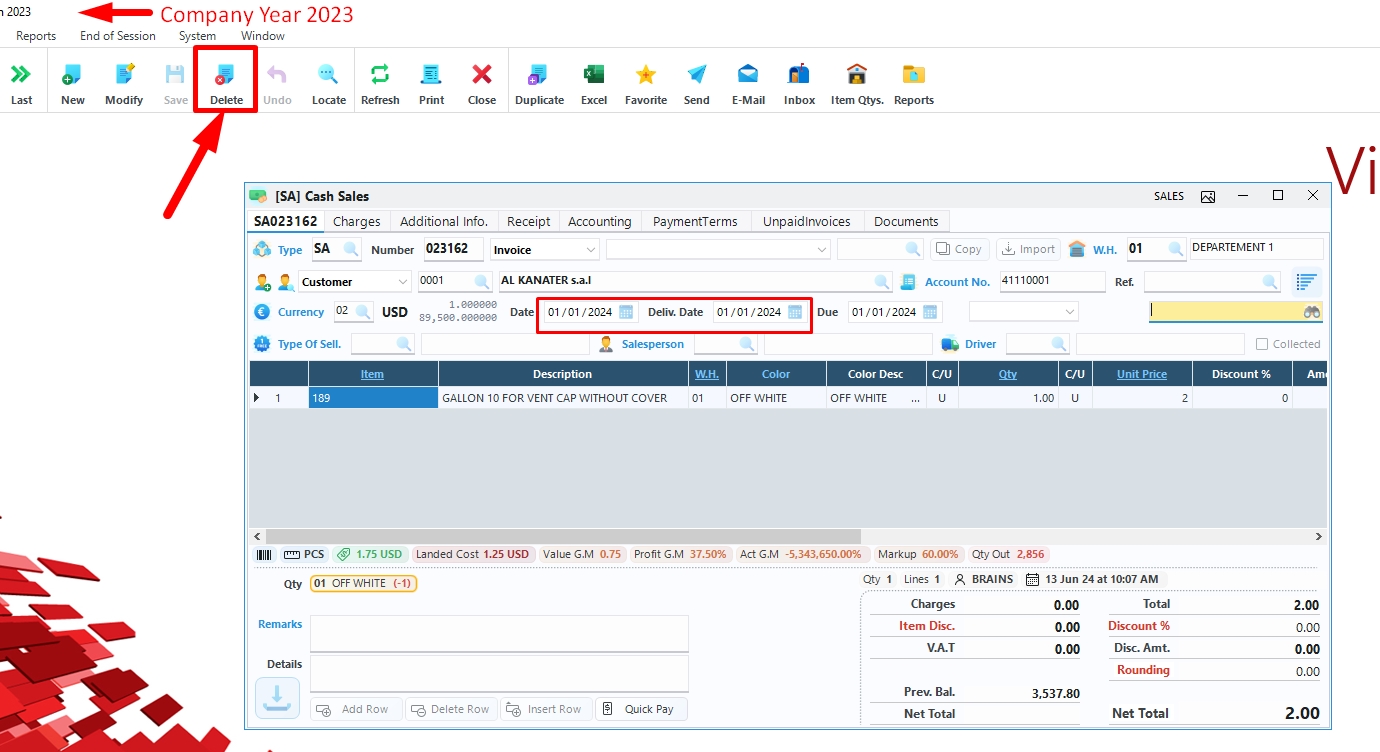 n 2023 Company Year 2023
Reports End of Session System Window
Last New Modify Save Delete Undo Locate Refresh Print Close Duplicate Excel Favorite Send E-Mail Inbox Item Qtys. Reports
Vi
[SA] Cash Sales SALES
SA023162 Charges Additional Info. Receipt Accounting PaymentTerms UnpaidInvoices Documents
Type SA Number 023162 Invoice Copy Import W.H. 01 DEPARTEMENT 1
Customer 0001 AL KANATER s.a.l Account No. 41110001 Ref.
Currency 02 USD 1.000000 89,500.000000 Date 01/01/2024 Deliv. Date 01/01/2024 Due 01/01/2024
Type Of Sell. Salesperson Driver Collected
Item Description W.H. Color Color Desc C/U Qty C/U Unit Price Discount % Am
1 189 GALLON 10 FOR VENT CAP WITHOUT COVER 01 OFF WHITE OFF WHITE ... U 1.00 U 2 0
PCS 1.75 USD Landed Cost 1.25 USD Value G.M 0.75 Profit G.M 37.50% Act G.M -5,343,650.00% Markup 60.00% Qty Out 2,856
Qty 01 OFF WHITE (-1) Qty 1 Lines 1 BRAINS 13 Jun 24 at 10:07 AM
Charges 0.00 Total 2.00
Remarks Item Disc. 0.00 Discount % 0.00
V.A.T 0.00 Disc. Amt. 0.00
Details Rounding 0.00
Prev. Bal. 3,537.80
Add Row Delete Row Insert Row Quick Pay Net Total Net Total 2.00